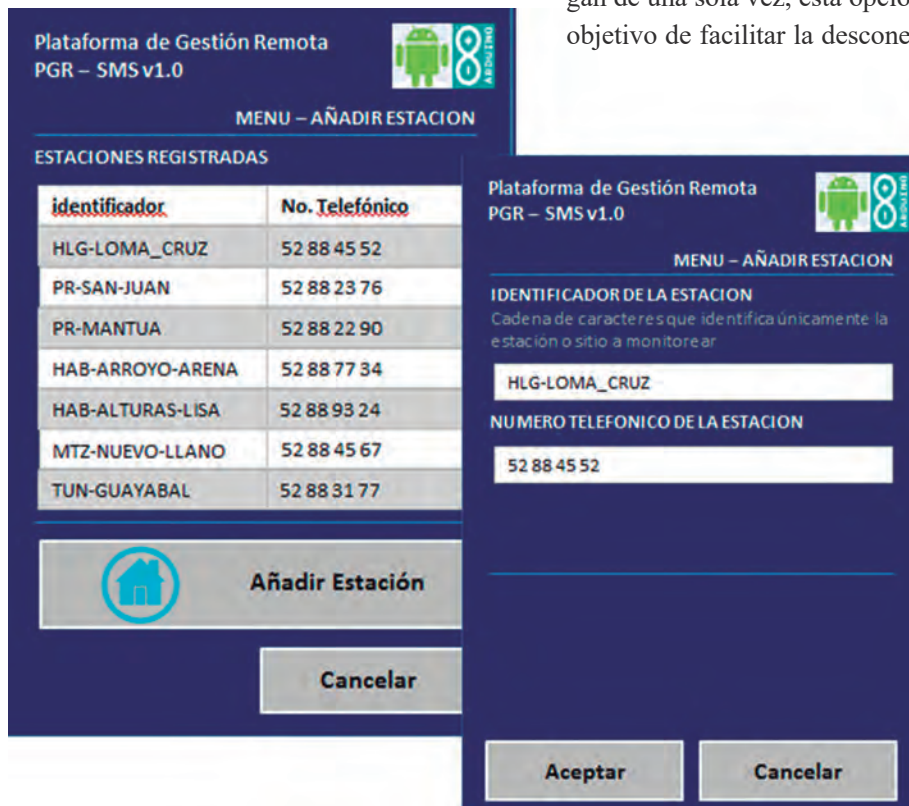 gan de una sola vez, esta opció
objetivo de facilitar la descone
Plataforma de Gestión Remota
PGR – SMS v1.0
ARDUINO
MENU – AÑADIR ESTACION
ESTACIONES REGISTRADAS
identificador No. Telefónico
HLG-LOMA_CRUZ 52 88 45 52
PR-SAN-JUAN 52 88 23 76
PR-MANTUA 52 88 22 90
HAB-ARROYO-ARENA 52 88 77 34
HAB-ALTURAS-LISA 52 88 93 24
MTZ-NUEVO-LLANO 52 88 45 67
TUN-GUAYABAL 52 88 31 77
Añadir Estación
Cancelar
Plataforma de Gestión Remota
PGR – SMS v1.0
ARDUINO
MENU – AÑADIR ESTACION
IDENTIFICADOR DE LA ESTACION
Cadena de caracteres que identifica únicamente la
estación o sitio a monitorear
HLG-LOMA_CRUZ
NUMERO TELEFONICO DE LA ESTACION
52 88 45 52
Aceptar Cancelar